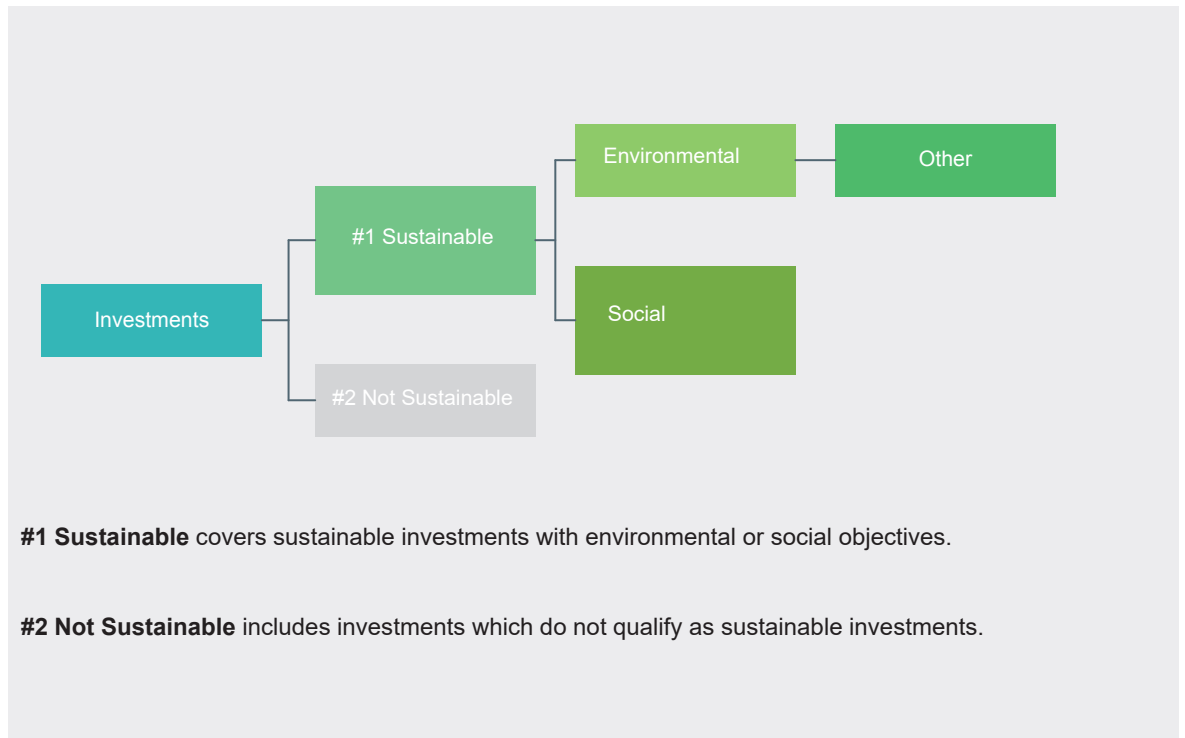 Environmental
Other
#1 Sustainable
Social
Investments
#2 Not Sustainable
#1 Sustainable covers sustainable investments with environmental or social objectives.
#2 Not Sustainable includes investments which do not qualify as sustainable investments.